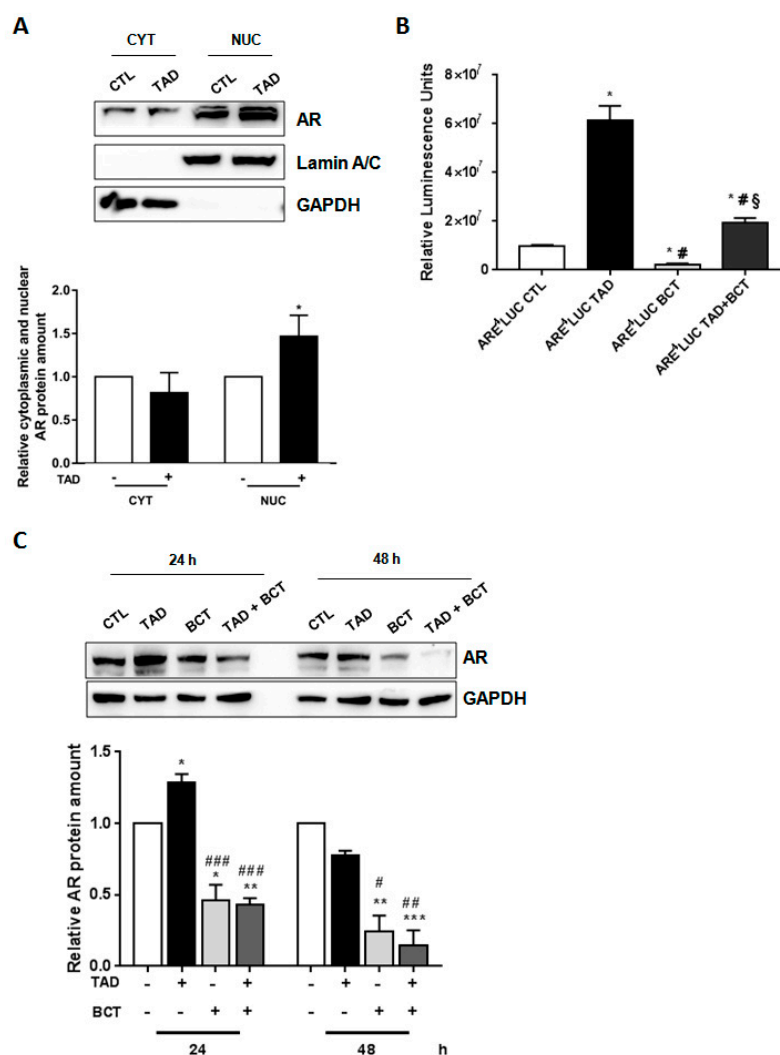 A
CYT NUC
CTL TAD CTL TAD
AR
Lamin A/C
GAPDH
Relative cytoplasmic and nuclear
AR protein amount
2.0
1.5
1.0
0.5
0.0
*
TAD - + - +
CYT NUC
B
Relative Luminescence Units
8×10⁷
6×10⁷
4×10⁷
2×10⁷
0
*
* #
* # §
ARE⁴LUC CTL
ARE⁴LUC TAD
ARE⁴LUC BCT
ARE⁴LUC TAD+BCT
C
24 h 48 h
CTL TAD BCT TAD + BCT CTL TAD BCT TAD + BCT
AR
GAPDH
Relative AR protein amount
1.5
1.0
0.5
0.0
*
### ### # ##
* ** ** ***
TAD - + - + - + - +
BCT - - + + - - + +
24 48 h